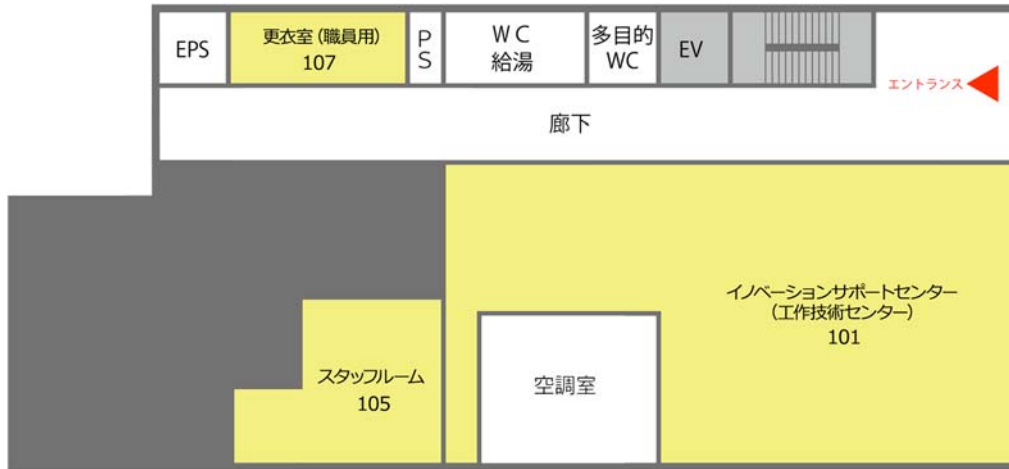 EPS
更衣室（職員用）
107
PS
WC
給湯
多目的
WC
EV
エントランス
廊下
イノベーションサポートセンター
（工作技術センター）
101
スタッフルーム
105
空調室